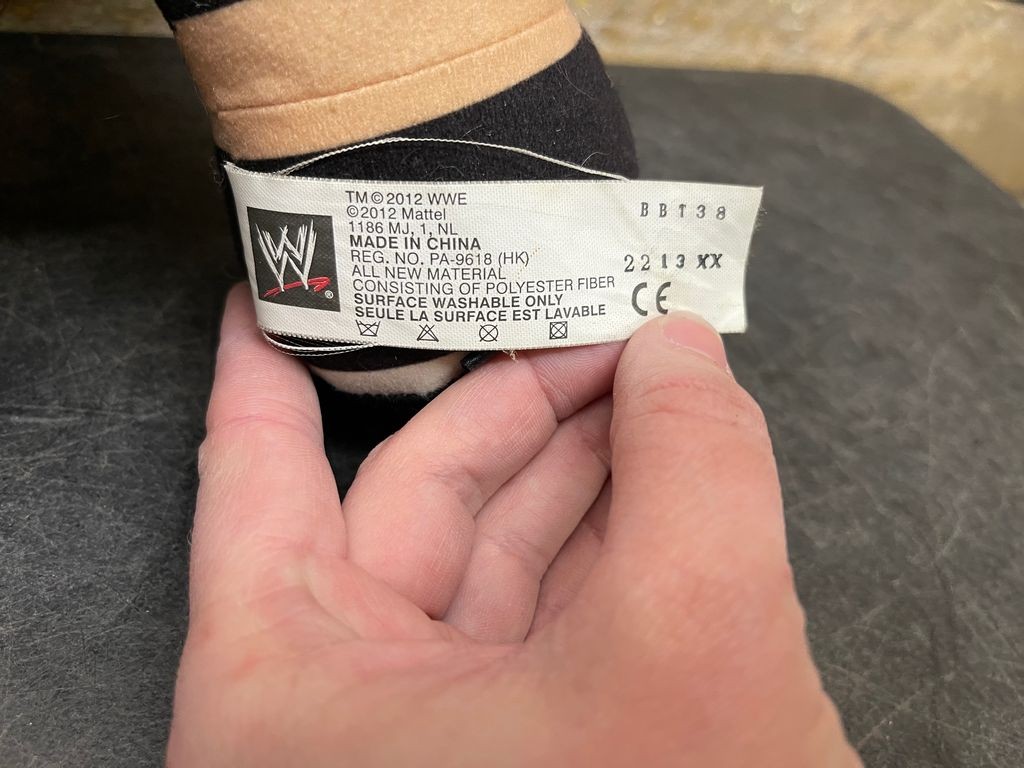 TM©2012 WWE
©2012 Mattel
1186 MJ, 1, NL
MADE IN CHINA
REG. NO. PA-9618 (HK)
ALL NEW MATERIAL
CONSISTING OF POLYESTER FIBER
SURFACE WASHABLE ONLY
SEULE LA SURFACE EST LAVABLE
W
®
BBT38
2213 XX
CE